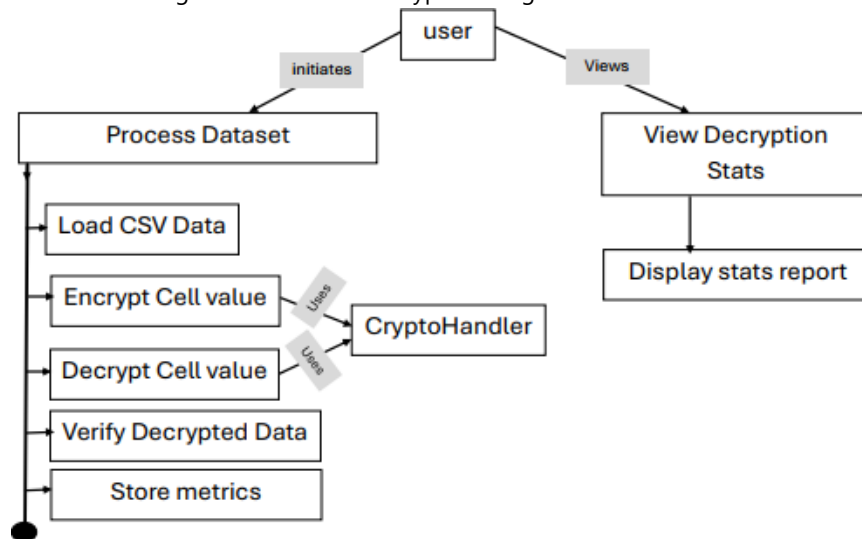 user
initiates
Views
Process Dataset
View Decryption
Stats
Load CSV Data
Display stats report
Encrypt Cell value
Uses
CryptoHandler
Uses
Decrypt Cell value
Verify Decrypted Data
Store metrics